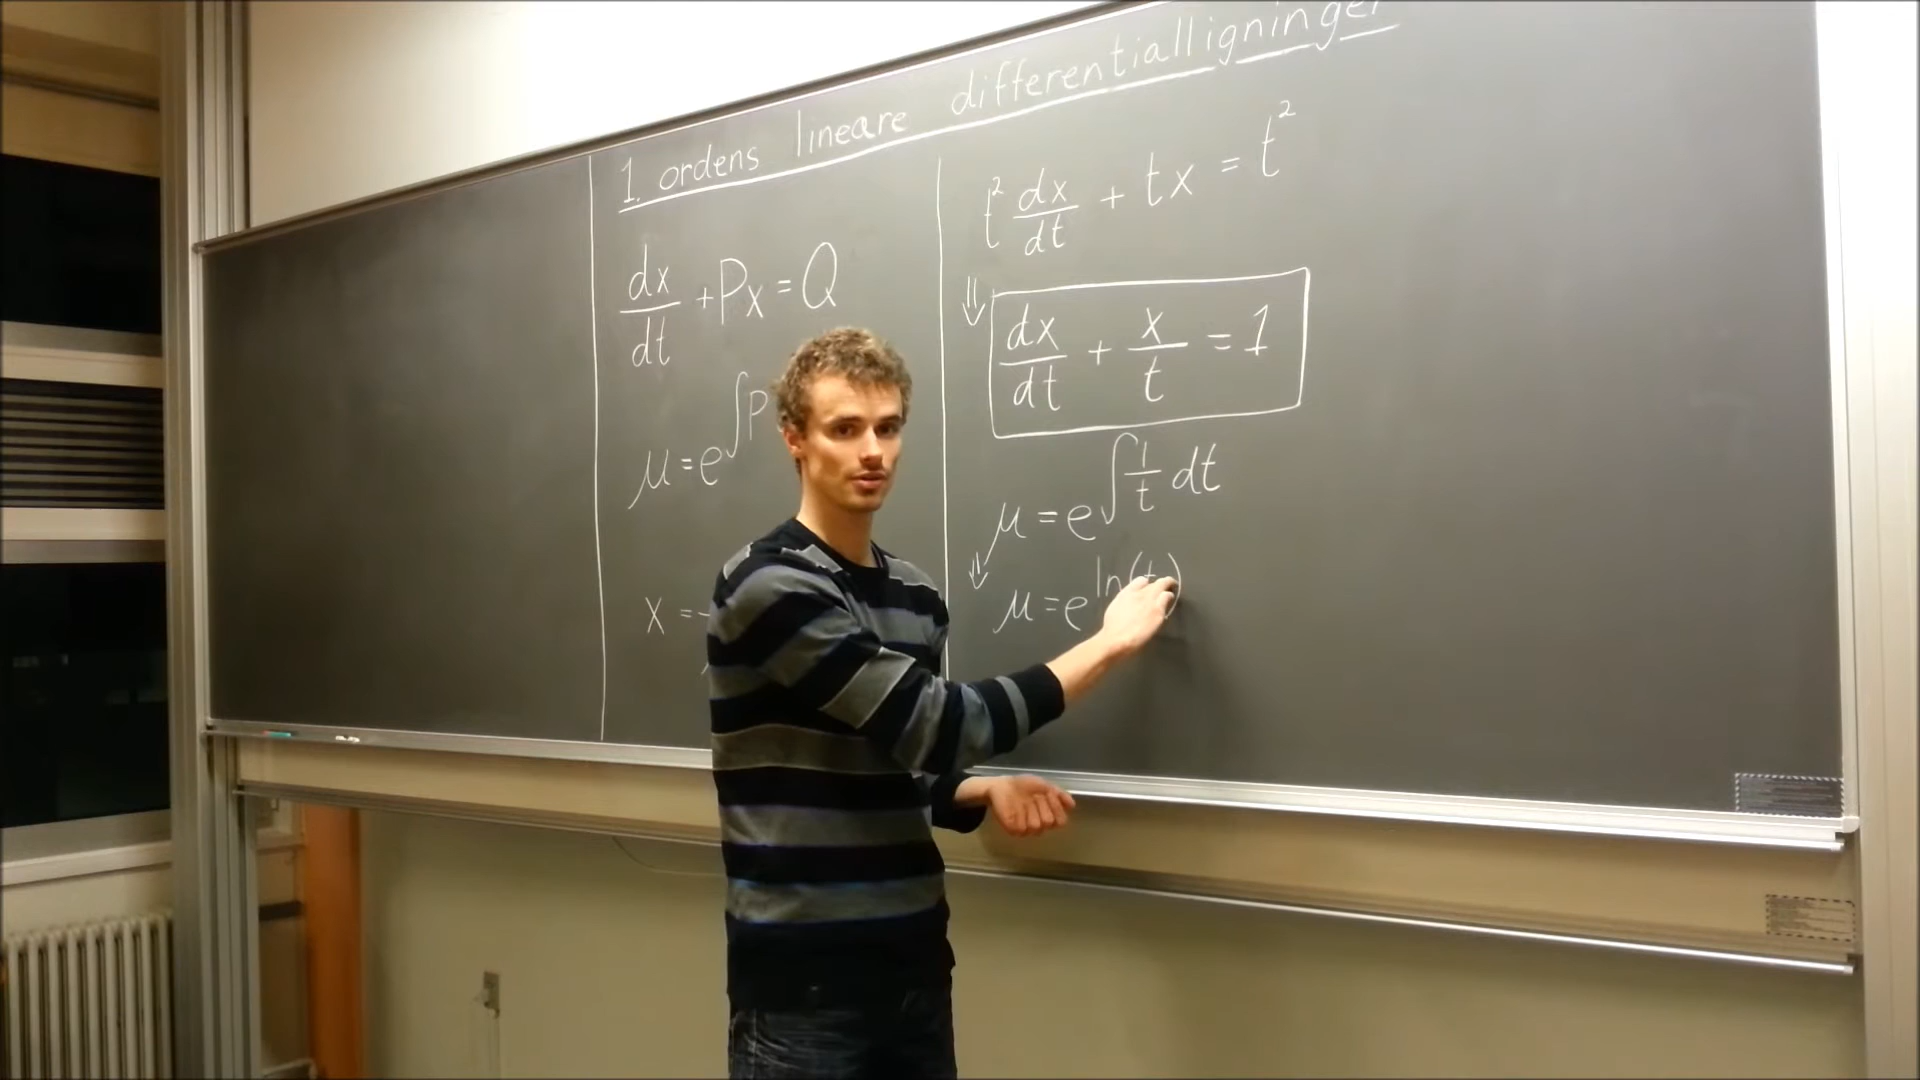 1. ordens lineare differentialligninger
dx/dt + Px = Q
μ = e^∫P
x =
t² dx/dt + tx = t²
⇓ dx/dt + x/t = 1
μ = e^∫1/t dt
⇓ μ = e^ln(t)